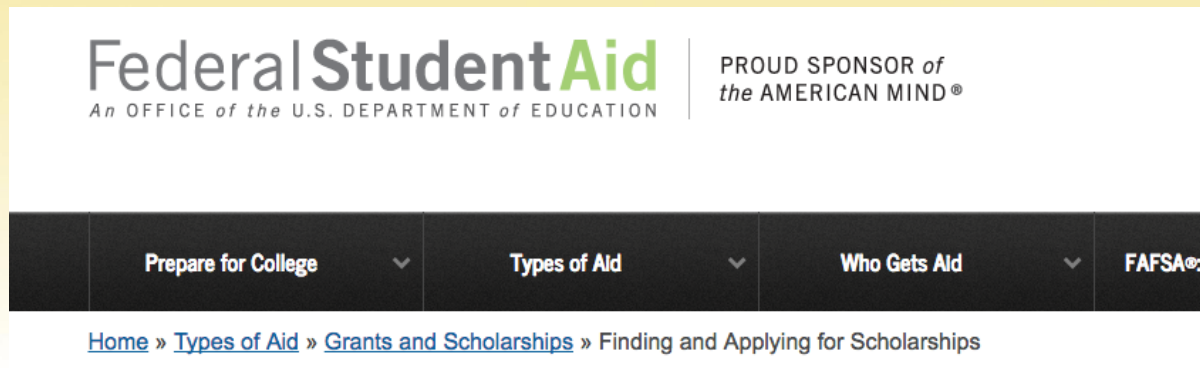 Federal Student Aid
An OFFICE of the U.S. DEPARTMENT of EDUCATION
PROUD SPONSOR of
the AMERICAN MIND®
Prepare for College
Types of Aid
Who Gets Aid
FAFSA®:
Home » Types of Aid » Grants and Scholarships » Finding and Applying for Scholarships